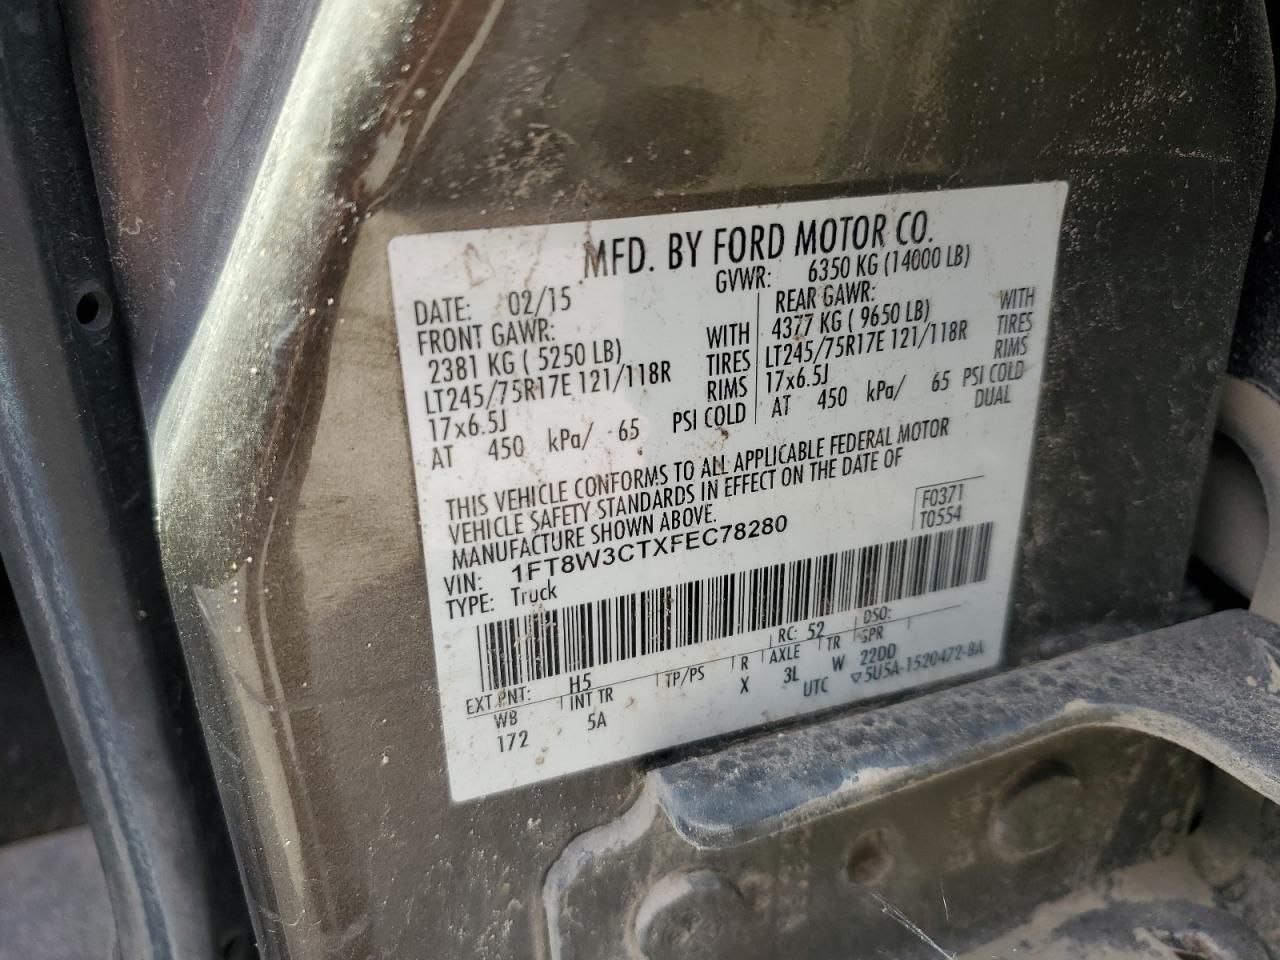 MFD. BY FORD MOTOR CO.
DATE: 02/15 GVWR: 6350 KG (14000 LB)
FRONT GAWR: REAR GAWR:
2381 KG ( 5250 LB) WITH 4377 KG ( 9650 LB) WITH
LT245/75R17E 121/118R TIRES LT245/75R17E 121/118R TIRES
17x6.5J RIMS 17x6.5J RIMS
AT 450 kPa/ 65 PSI COLD AT 450 kPa/ 65 PSI COLD
DUAL
THIS VEHICLE CONFORMS TO ALL APPLICABLE FEDERAL MOTOR
VEHICLE SAFETY STANDARDS IN EFFECT ON THE DATE OF
MANUFACTURE SHOWN ABOVE.
F0371
T0554
VIN: 1FT8W3CTXFEC78280
TYPE: Truck
EXT PNT: H5 RC: 52 DSO:
WB INT TR TP/PS R AXLE TR SPR
172 5A X 3L W 22DD
UTC ▽5U5A-1520472-BA